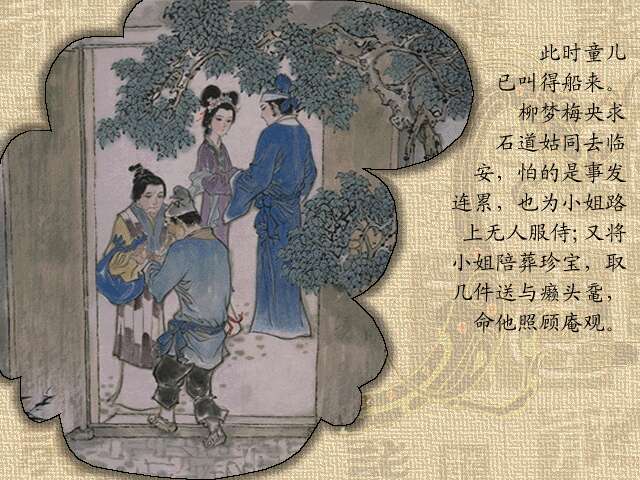 此时童儿
已叫得船来。
柳梦梅央求
石道姑同去临
安，怕的是事发
连累，也为小姐路
上无人服侍；又将
小姐陪葬珍宝，取
几件送与癞头鼋，
命他照顾庵观。